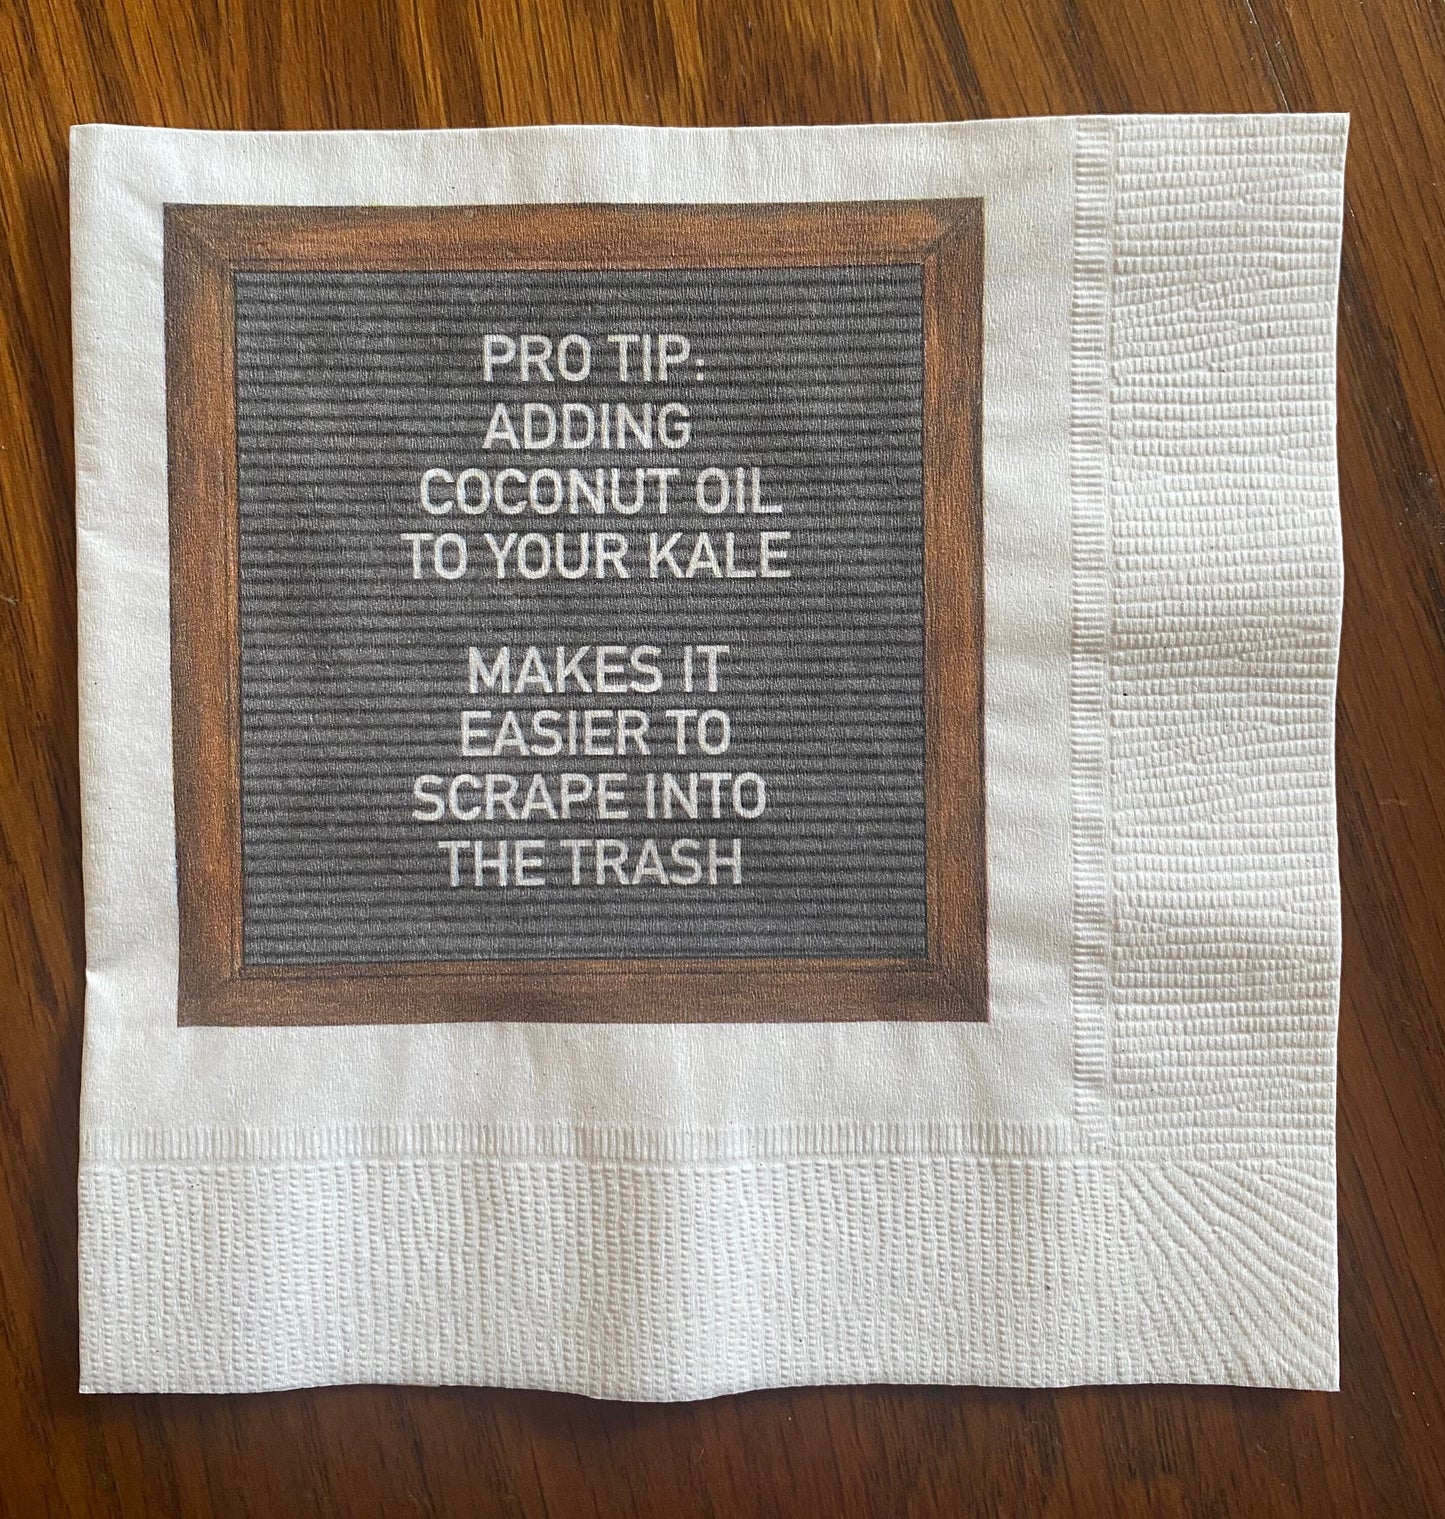 PRO TIP:
ADDING
COCONUT OIL
TO YOUR KALE
MAKES IT
EASIER TO
SCRAPE INTO
THE TRASH